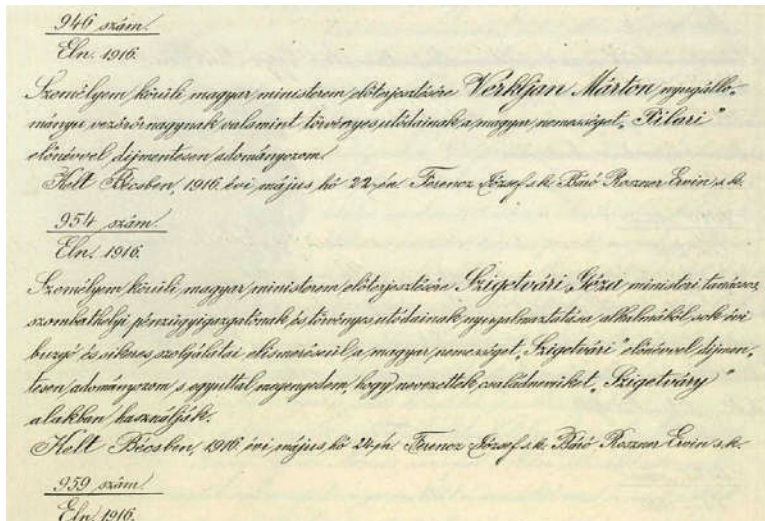 946 szám.
Eln. 1916.
Személyem körüli magyar ministerem előterjesztésére Verkljan Márton nyugállo-
mányu vezérőrnagynak valamint törvényes utódainak a magyar nemességet „Pilari”
előnévvel díjmentesen adományozom.
Kelt Bécsben, 1916. évi május hó 22-én. Ferencz József s.k. Báró Roszner Ervin s.k.
954 szám.
Eln. 1916.
Személyem körüli magyar ministerem előterjesztésére Szigetvári Géza ministeri tanácsos,
szombathelyi pénzügyigazgatónak és törvényes utódainak nyugalmaztatása alkalmából sok évi
buzgó és sikeres szolgálatai elismeréseül a magyar nemességet „Szigetvári” előnévvel díjmen-
tesen adományozom s egyuttal megengedem, hogy nevezettek családnevüket „Szigetváry”
alakban használják.
Kelt Bécsben, 1916. évi május hó 24-én. Ferencz József s.k. Báró Roszner Ervin s.k.
959 szám.
Eln. 1916.